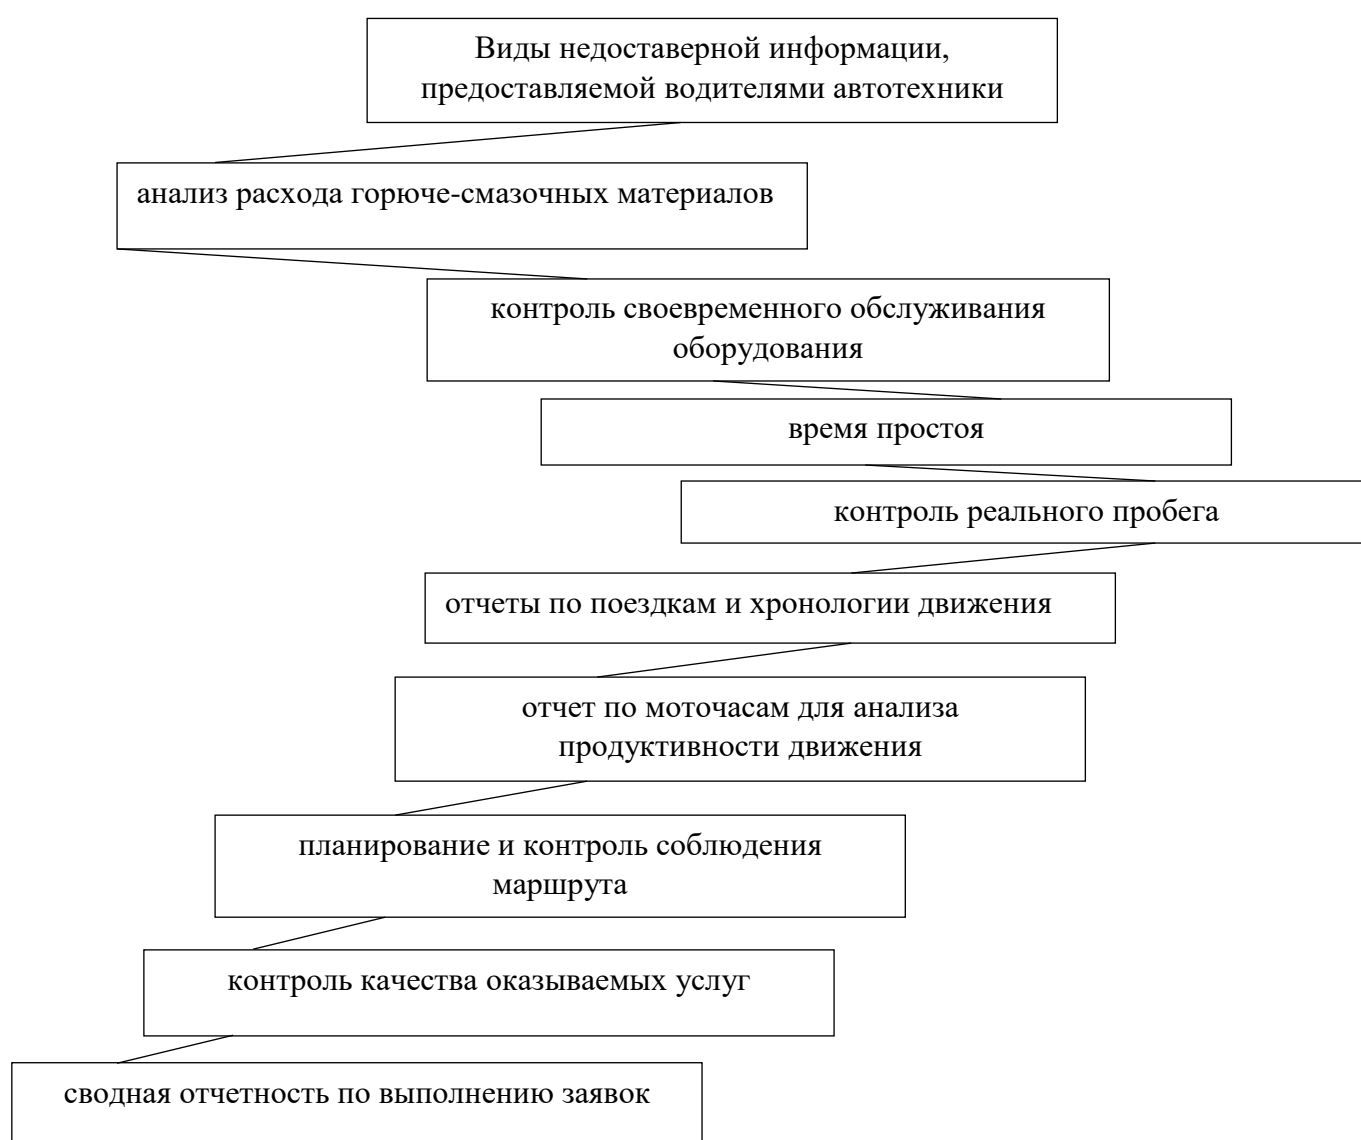 Виды недоставерной информации,
предоставляемой водителями автотехники
анализ расхода горюче-смазочных материалов
контроль своевременного обслуживания
оборудования
время простоя
контроль реального пробега
отчеты по поездкам и хронологии движения
отчет по моточасам для анализа
продуктивности движения
планирование и контроль соблюдения
маршрута
контроль качества оказываемых услуг
сводная отчетность по выполнению заявок